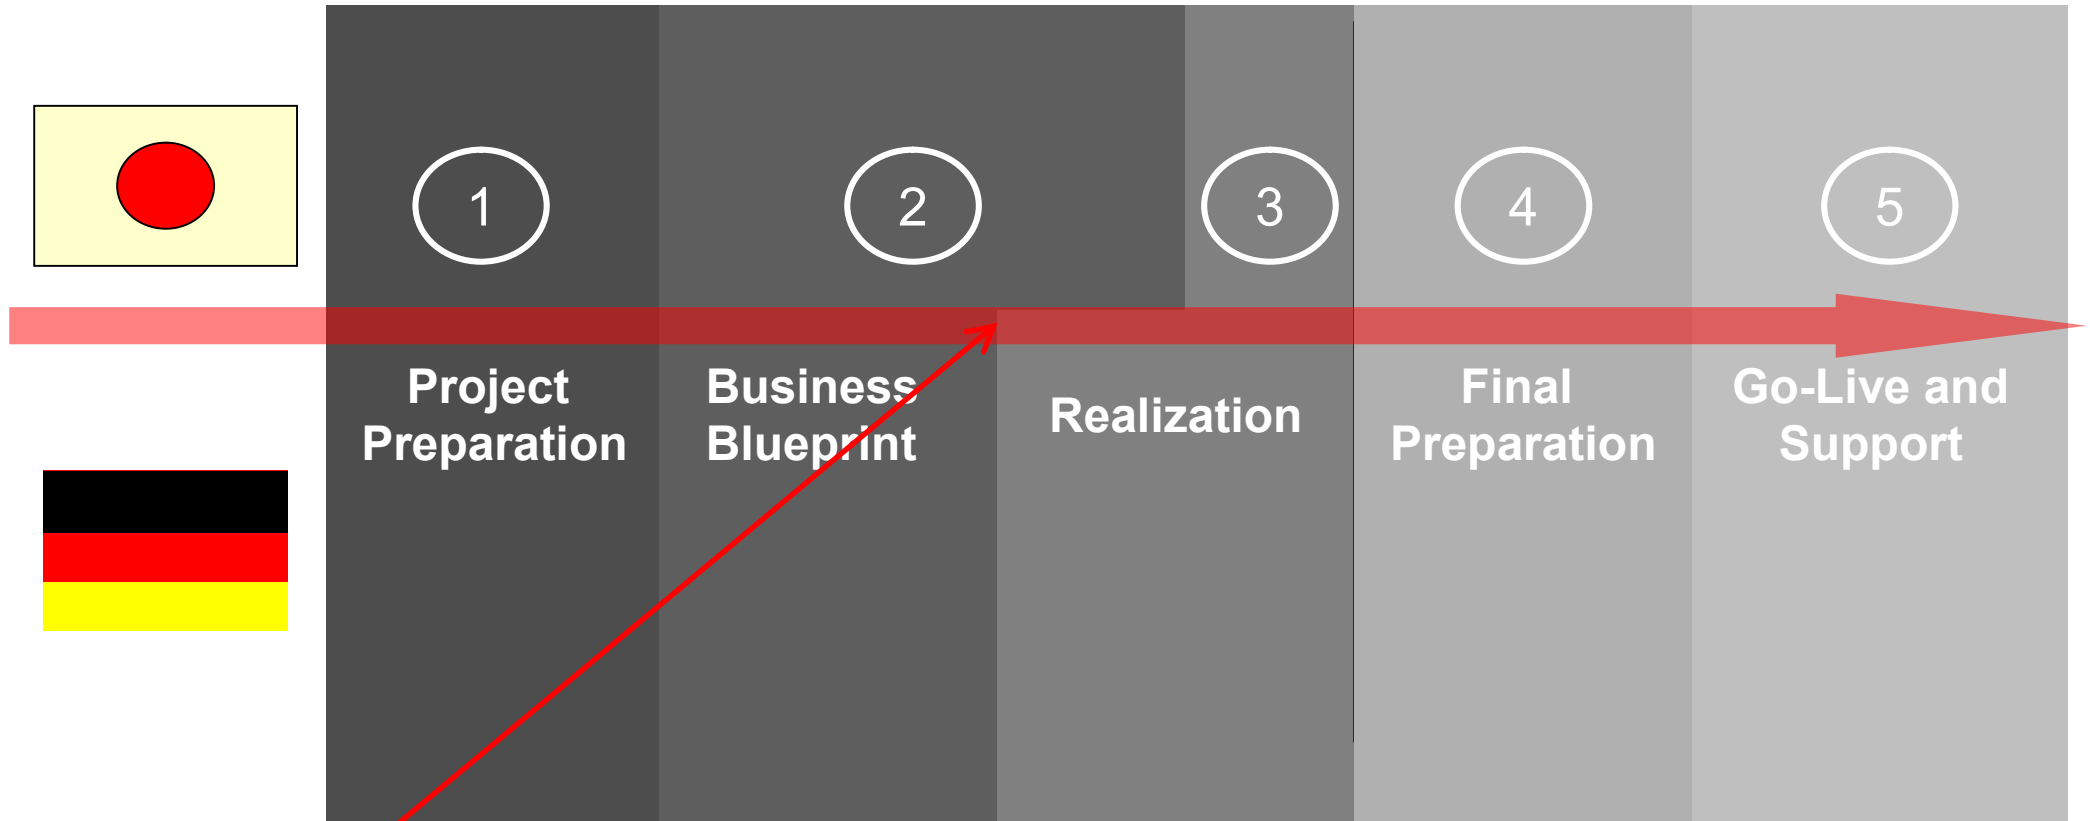 1
2
3
4
5
Project
Preparation
Business
Blueprint
Realization
Final
Preparation
Go-Live and
Support